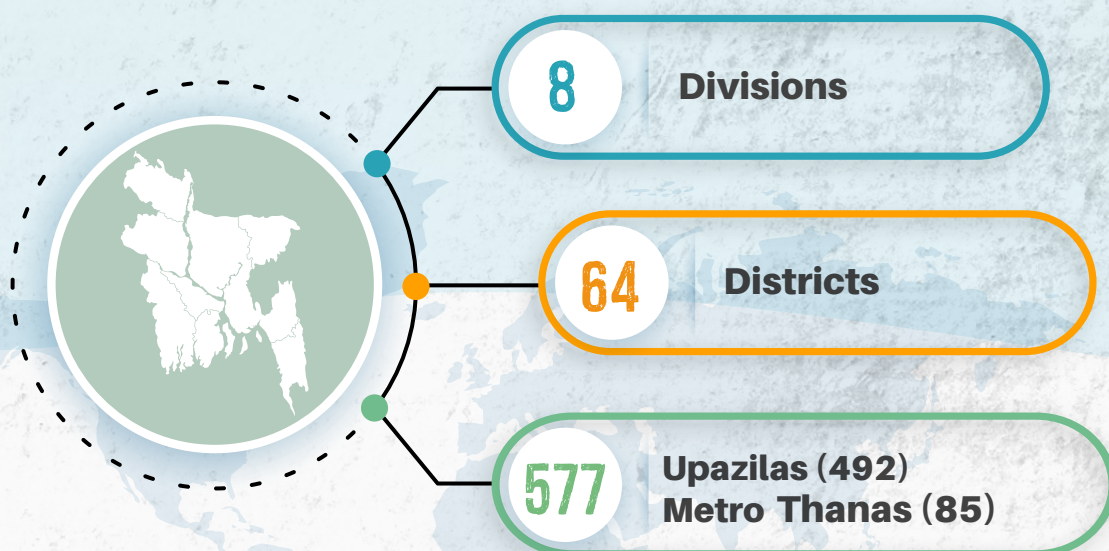 8
Divisions
64
Districts
577
Upazilas (492)
Metro Thanas (85)